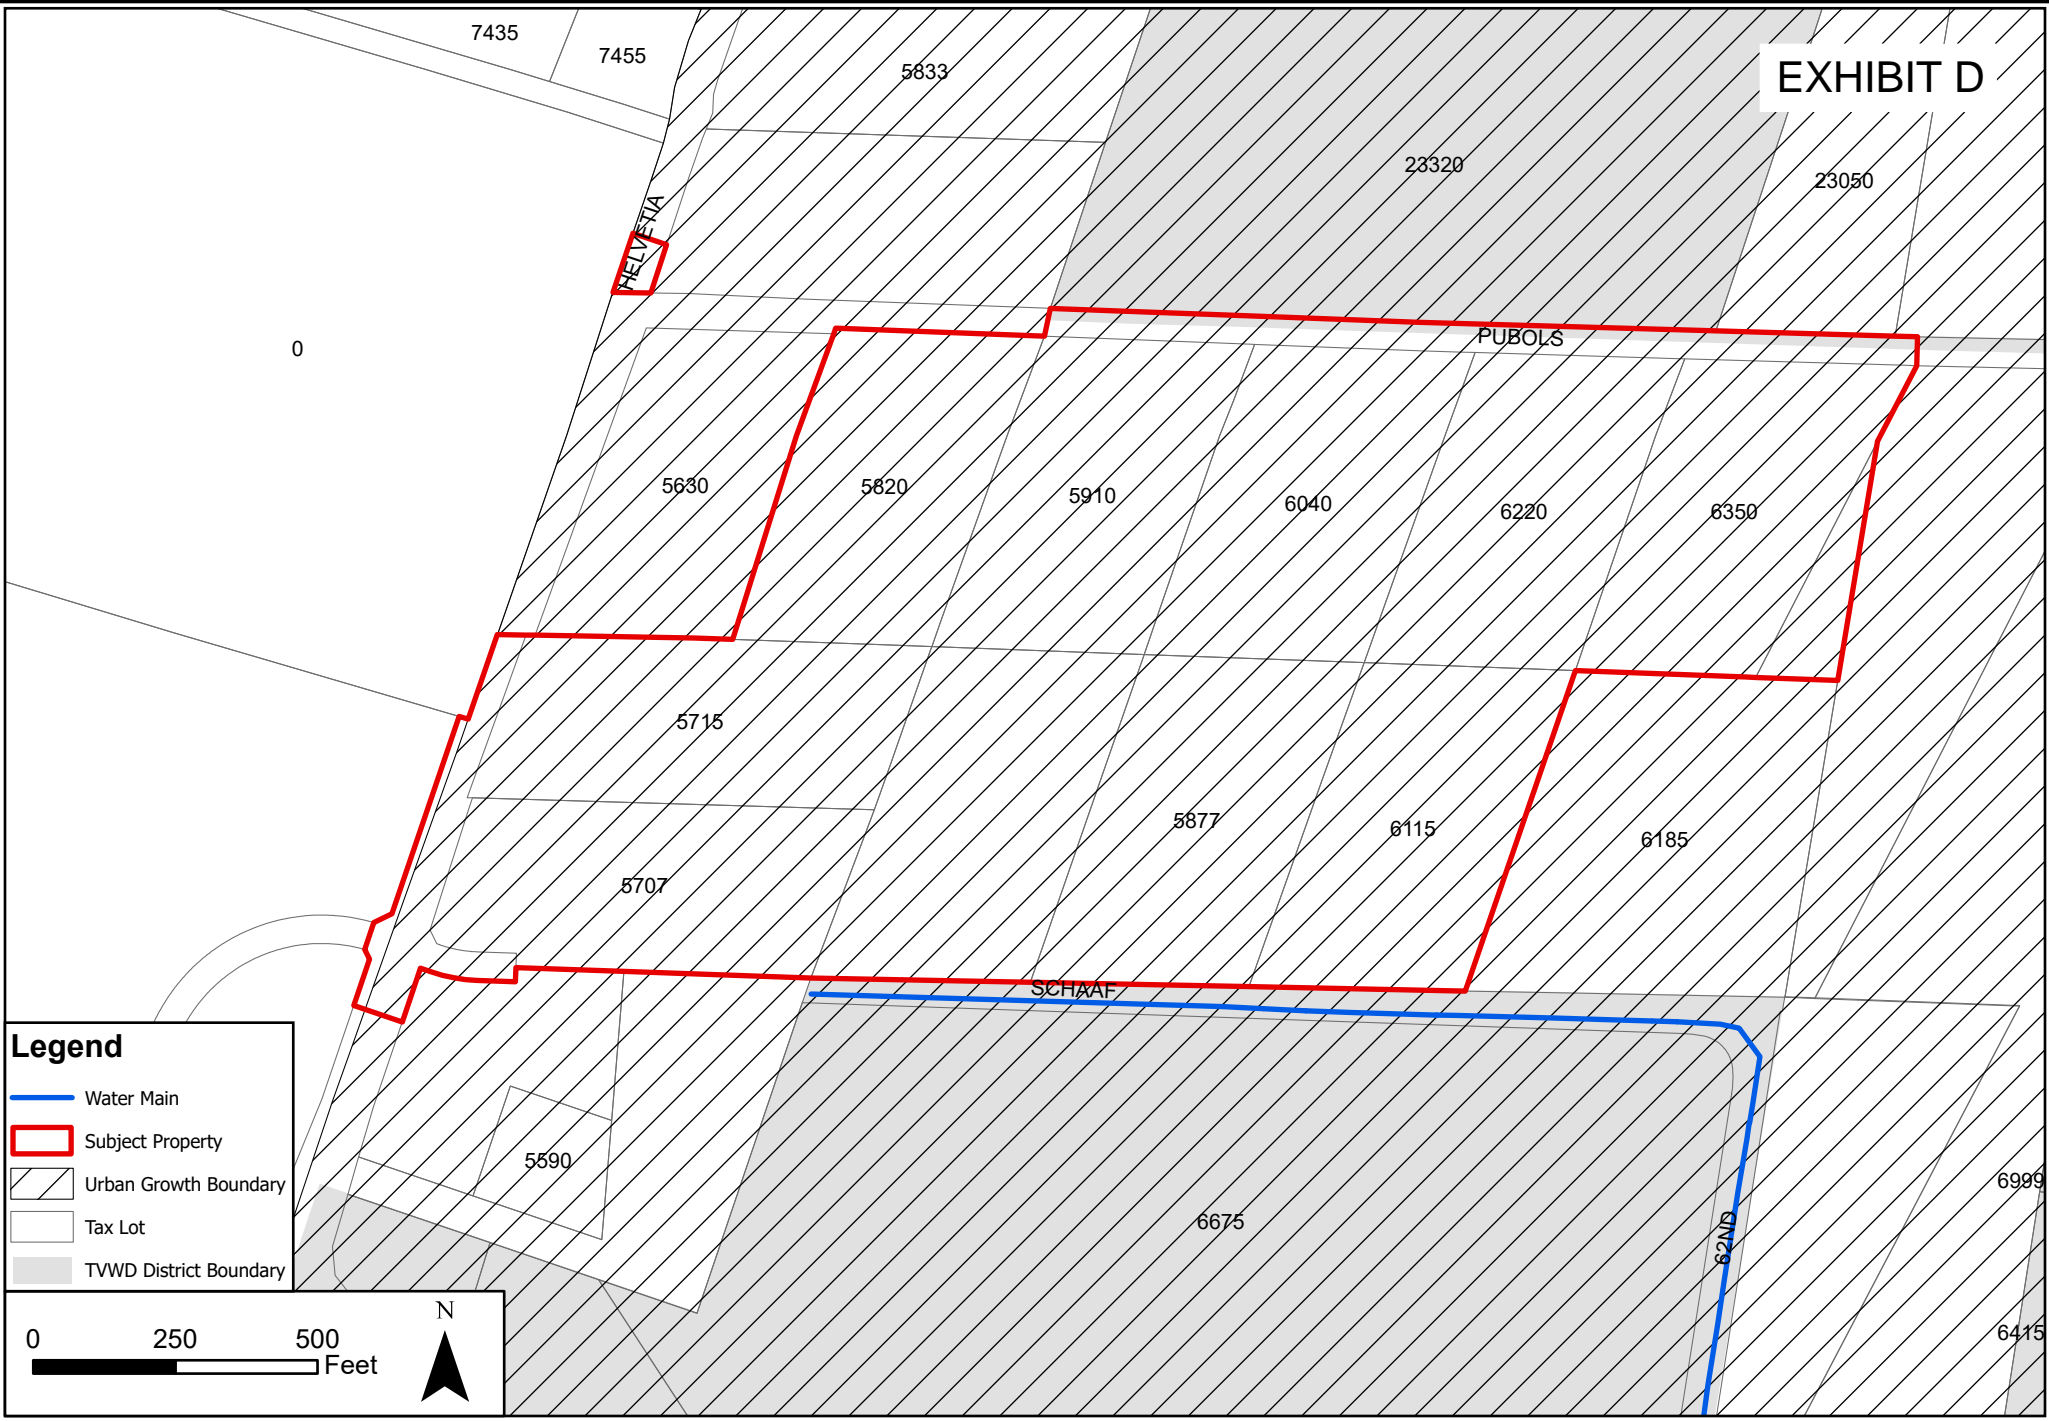 7435
7455
5833
EXHIBIT D
23320
23050
HELVETIA
0
PUBOLS
5630
5820
5910
6040
6220
6350
5715
5877
6115
6185
5707
SCHAAF
Legend
Water Main
Subject Property
Urban Growth Boundary
Tax Lot
TVWD District Boundary
5590
6675
62ND
6999
6415
N
0 250 500
Feet